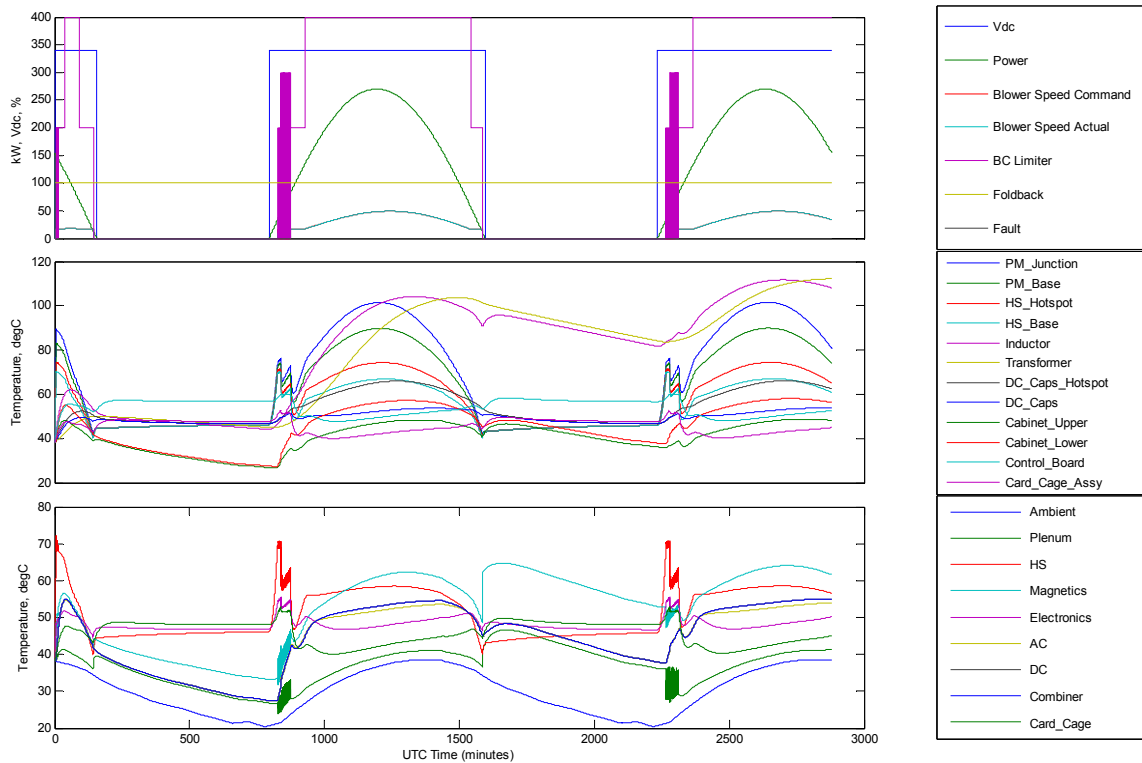 400
350
300
250
200
150
100
50
0
kW, Vdc, %
Vdc
Power
Blower Speed Command
Blower Speed Actual
BC Limiter
Foldback
Fault
120
100
80
60
40
20
Temperature, degC
PM_Junction
PM_Base
HS_Hotspot
HS_Base
Inductor
Transformer
DC_Caps_Hotspot
DC_Caps
Cabinet_Upper
Cabinet_Lower
Control_Board
Card_Cage_Assy
80
70
60
50
40
30
20
Temperature, degC
0
500
1000
1500
2000
2500
3000
UTC Time (minutes)
Ambient
Plenum
HS
Magnetics
Electronics
AC
DC
Combiner
Card_Cage